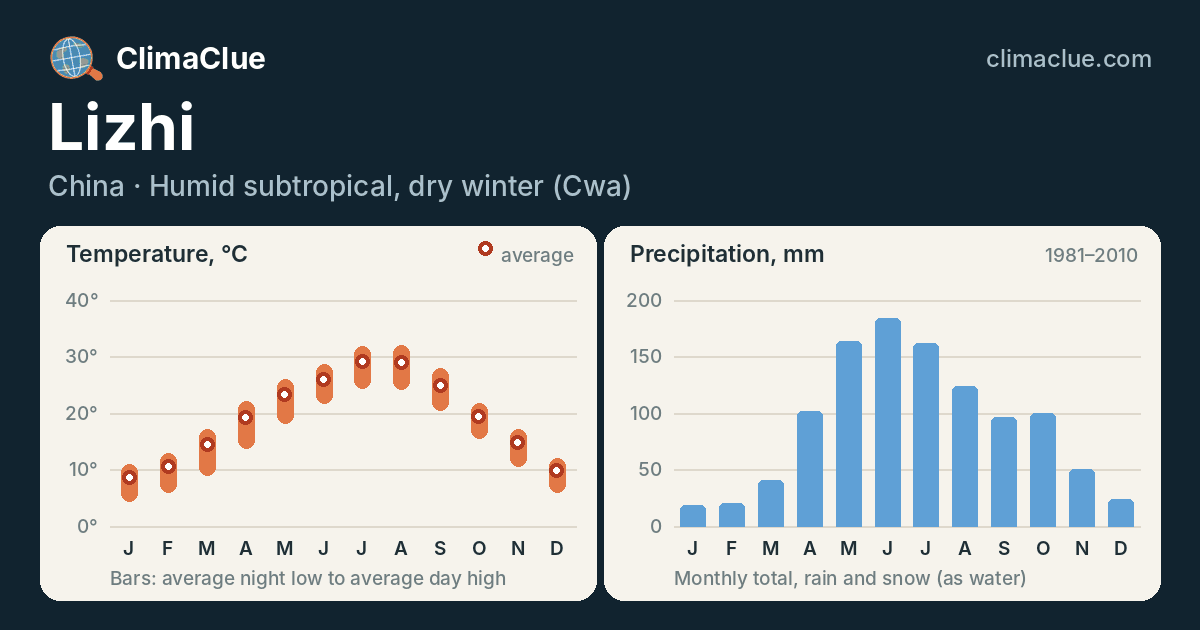 ClimaClue
climaclue.com
Lizhi
China · Humid subtropical, dry winter (Cwa)
Temperature, °C
average
40°
30°
20°
10°
0°
J F M A M J J A S O N D
Bars: average night low to average day high
Precipitation, mm
1981–2010
200
150
100
50
0
J F M A M J J A S O N D
Monthly total, rain and snow (as water)